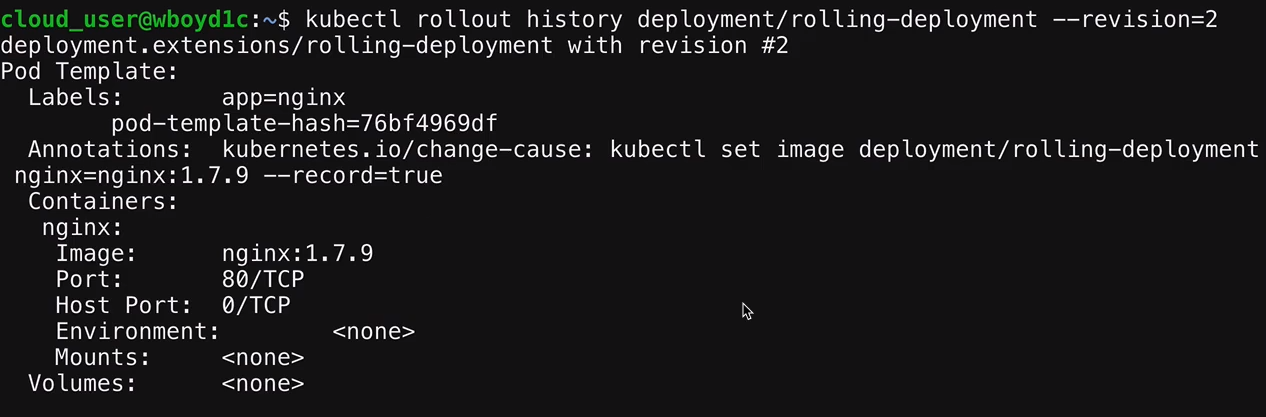 cloud_user@wboyd1c:~$ kubectl rollout history deployment/rolling-deployment --revision=2
deployment.extensions/rolling-deployment with revision #2
Pod Template:
  Labels:       app=nginx
        pod-template-hash=76bf4969df
  Annotations:  kubernetes.io/change-cause: kubectl set image deployment/rolling-deployment
 nginx=nginx:1.7.9 --record=true
  Containers:
   nginx:
    Image:      nginx:1.7.9
    Port:       80/TCP
    Host Port:  0/TCP
    Environment:        <none>
    Mounts:     <none>
  Volumes:      <none>